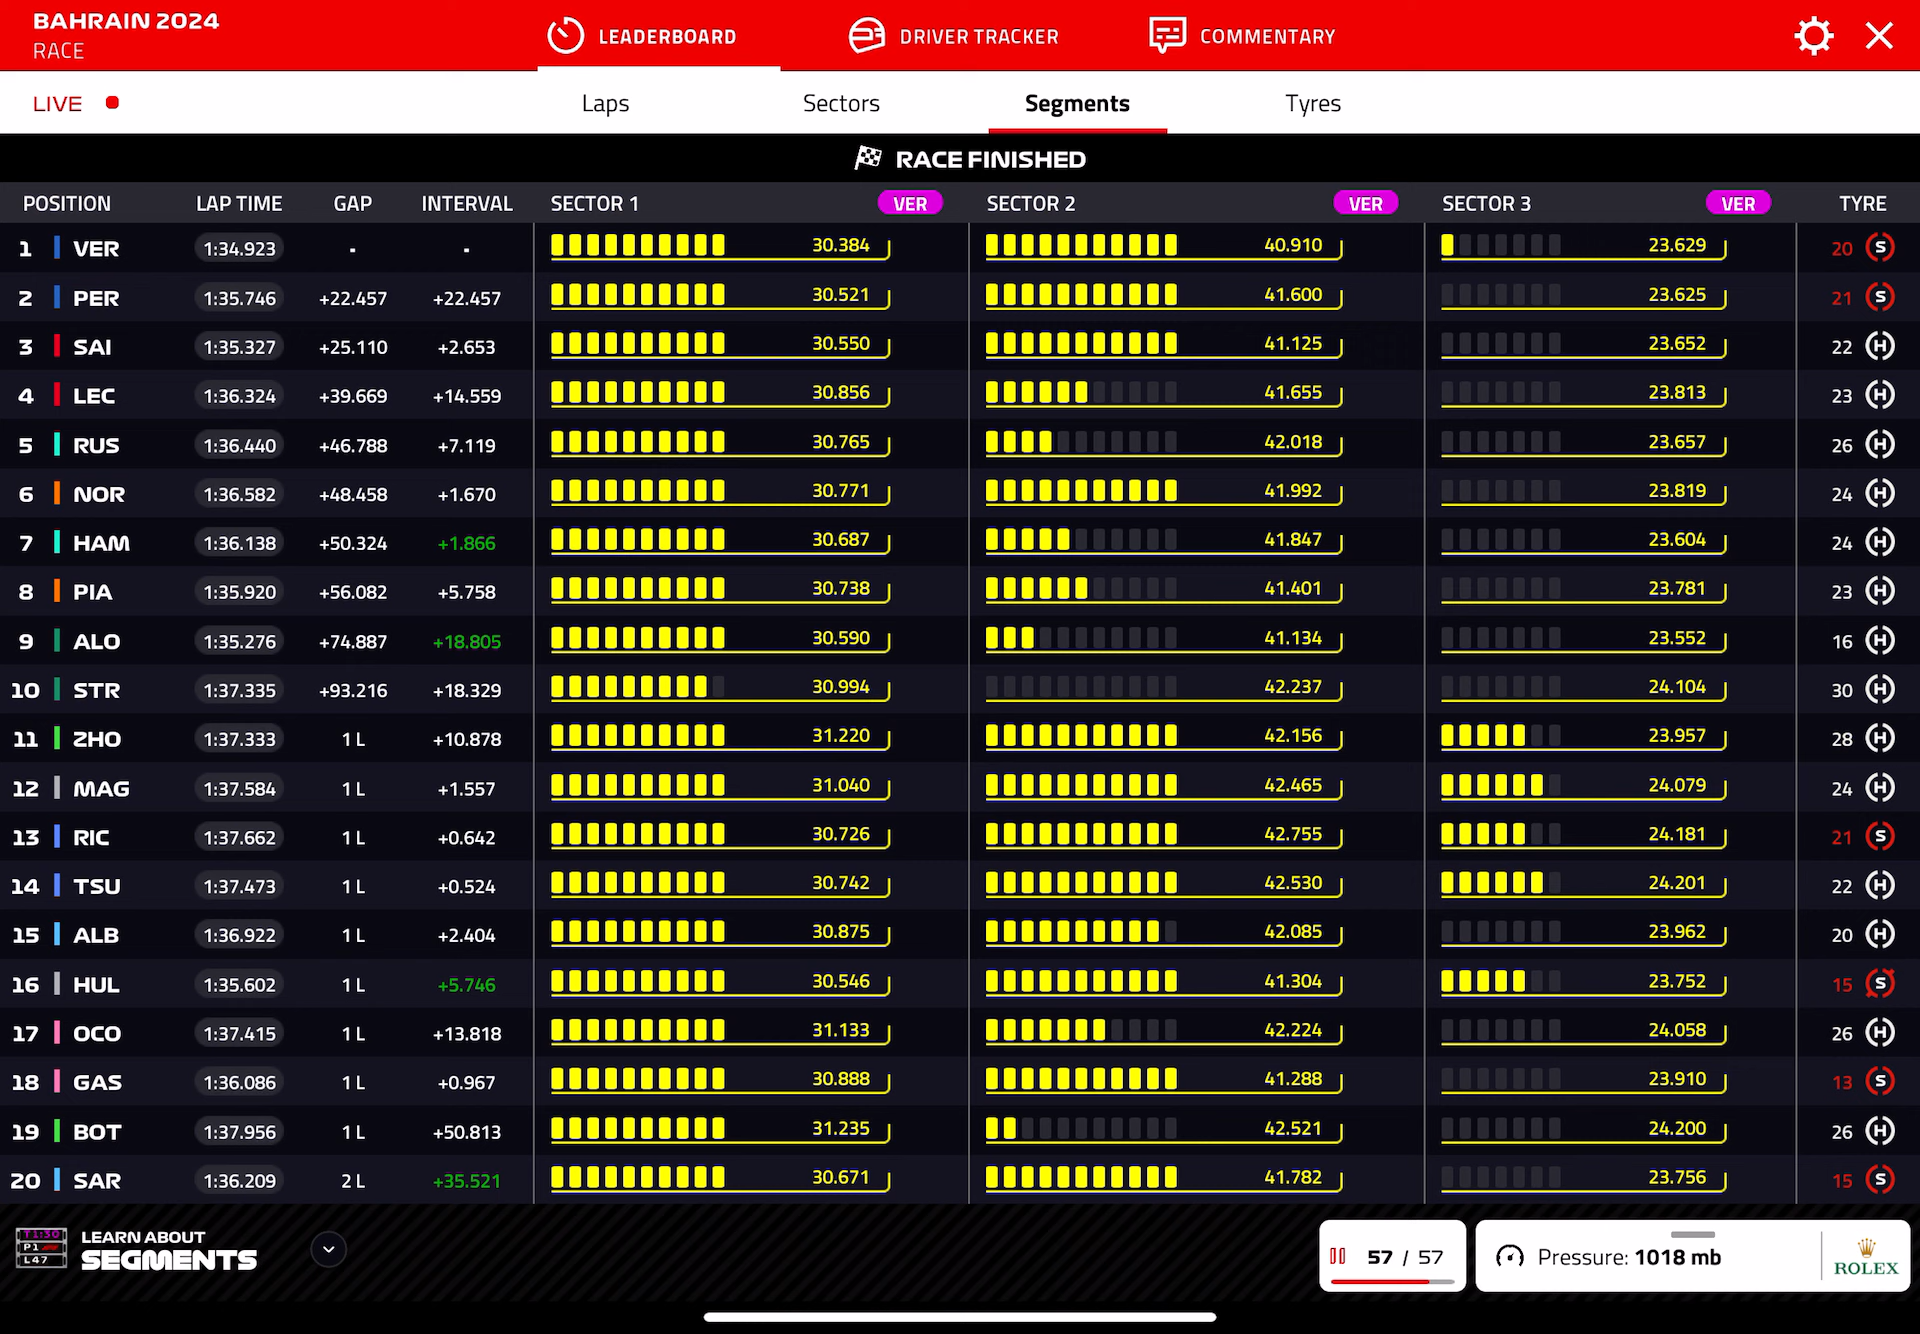 BAHRAIN 2024
RACE
LEADERBOARD
DRIVER TRACKER
COMMENTARY
LIVE
Laps
Sectors
Segments
Tyres
RACE FINISHED
POSITION LAP TIME GAP INTERVAL SECTOR 1 VER SECTOR 2 VER SECTOR 3 VER TYRE
1 VER 1:34.923 - - 30.384 40.910 23.629 20 S
2 PER 1:35.746 +22.457 +22.457 30.521 41.600 23.625 21 S
3 SAI 1:35.327 +25.110 +2.653 30.550 41.125 23.652 22 H
4 LEC 1:36.324 +39.669 +14.559 30.856 41.655 23.813 23 H
5 RUS 1:36.440 +46.788 +7.119 30.765 42.018 23.657 26 H
6 NOR 1:36.582 +48.458 +1.670 30.771 41.992 23.819 24 H
7 HAM 1:36.138 +50.324 +1.866 30.687 41.847 23.604 24 H
8 PIA 1:35.920 +56.082 +5.758 30.738 41.401 23.781 23 H
9 ALO 1:35.276 +74.887 +18.805 30.590 41.134 23.552 16 H
10 STR 1:37.335 +93.216 +18.329 30.994 42.237 24.104 30 H
11 ZHO 1:37.333 1 L +10.878 31.220 42.156 23.957 28 H
12 MAG 1:37.584 1 L +1.557 31.040 42.465 24.079 24 H
13 RIC 1:37.662 1 L +0.642 30.726 42.755 24.181 21 S
14 TSU 1:37.473 1 L +0.524 30.742 42.530 24.201 22 H
15 ALB 1:36.922 1 L +2.404 30.875 42.085 23.962 20 H
16 HUL 1:35.602 1 L +5.746 30.546 41.304 23.752 15 S
17 OCO 1:37.415 1 L +13.818 31.133 42.224 24.058 26 H
18 GAS 1:36.086 1 L +0.967 30.888 41.288 23.910 13 S
19 BOT 1:37.956 1 L +50.813 31.235 42.521 24.200 26 H
20 SAR 1:36.209 2 L +35.521 30.671 41.782 23.756 15 S
T1:30
P1
L47
LEARN ABOUT
SEGMENTS
57 / 57
Pressure: 1018 mb
ROLEX